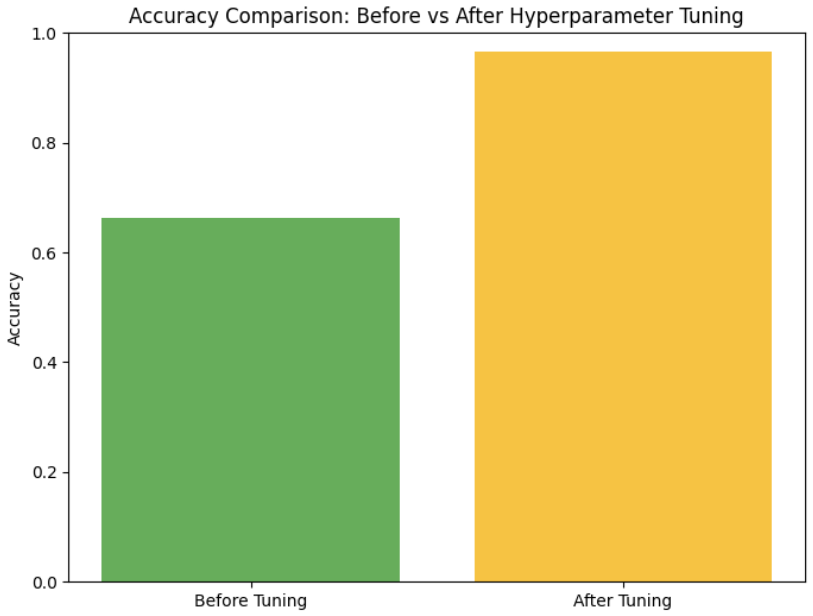 Accuracy Comparison: Before vs After Hyperparameter Tuning
1.0
0.8
0.6
0.4
0.2
0.0
Accuracy
Before Tuning
After Tuning